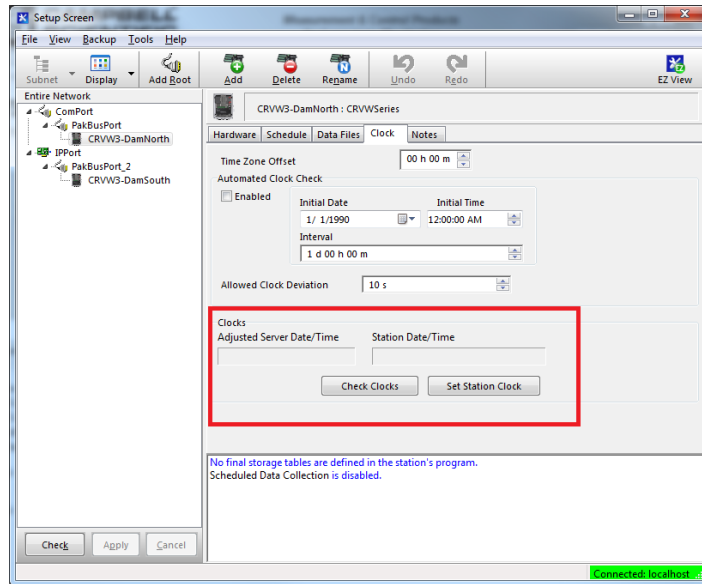 Setup Screen
File View Backup Tools Help
Subnet Display Add Root Add Delete Rename Undo Redo EZ View
Entire Network
ComPort
PakBusPort
CRVW3-DamNorth
IPPort
PakBusPort_2
CRVW3-DamSouth
CRVW3-DamNorth : CRVWSeries
Hardware Schedule Data Files Clock Notes
Time Zone Offset 00 h 00 m
Automated Clock Check
Enabled
Initial Date Initial Time
1/ 1/1990 12:00:00 AM
Interval
1 d 00 h 00 m
Allowed Clock Deviation 10 s
Clocks
Adjusted Server Date/Time Station Date/Time
Check Clocks Set Station Clock
No final storage tables are defined in the station's program.
Scheduled Data Collection is disabled.
Check Apply Cancel
Connected: localhost